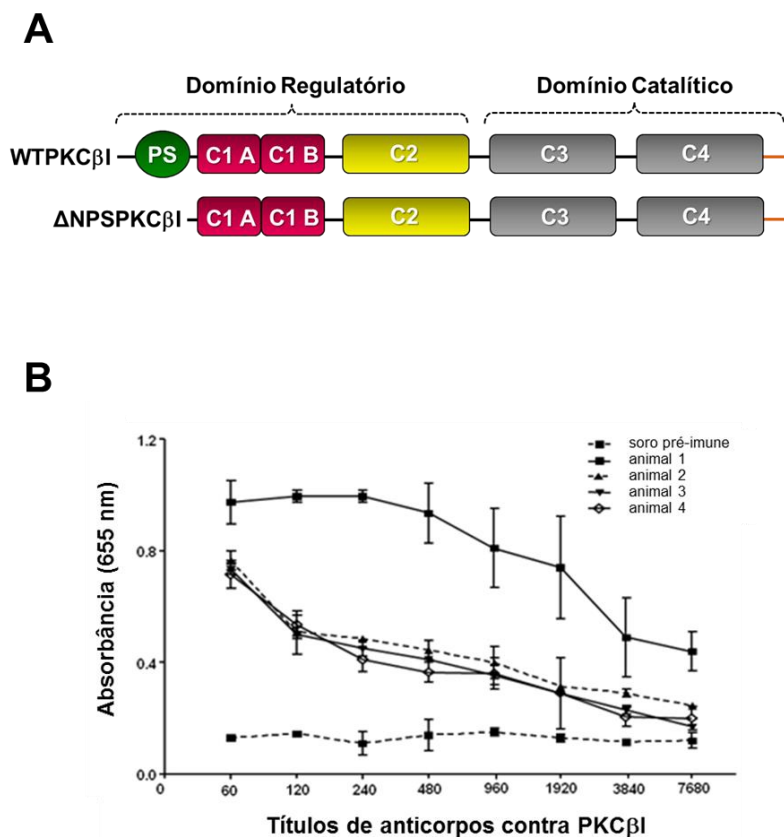 A
Domínio Regulatório
Domínio Catalítico
WTPKCβI
PS
C1 A
C1 B
C2
C3
C4
ΔNPSPKCβI
C1 A
C1 B
C2
C3
C4
B
soro pré-imune
animal 1
animal 2
animal 3
animal 4
Absorbância (655 nm)
1.2
0.8
0.4
0.0
0
60
120
240
480
960
1920
3840
7680
Títulos de anticorpos contra PKCβI